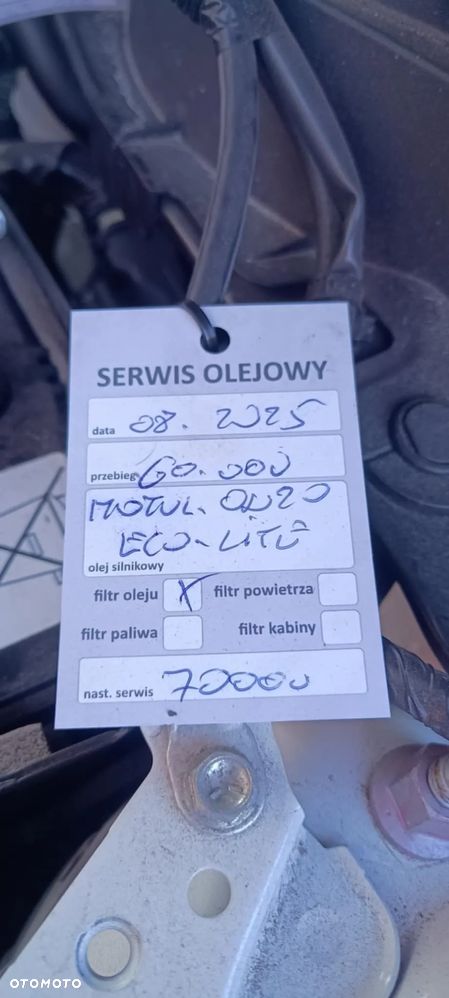 SERWIS OLEJOWY
data 08. 2025
przebieg 60.000
MOTUL. 0W20
ECO-LITE
olej silnikowy
filtr oleju X filtr powietrza
filtr paliwa filtr kabiny
nast. serwis 70000
OTOMOTO